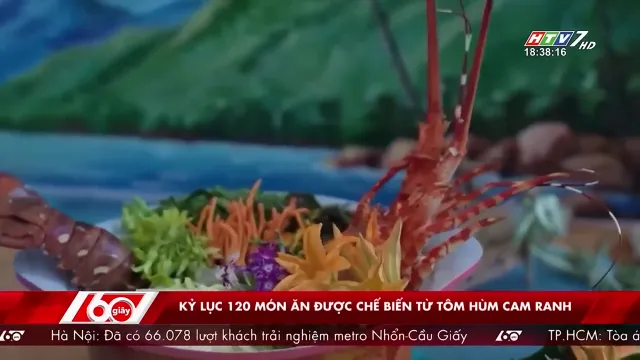 HTV7 HD
18:38:16
60 giây
KỶ LỤC 120 MÓN ĂN ĐƯỢC CHẾ BIẾN TỪ TÔM HÙM CAM RANH
Hà Nội: Đã có 66.078 lượt khách trải nghiệm metro Nhổn-Cầu Giấy 60 TP.HCM: Tòa